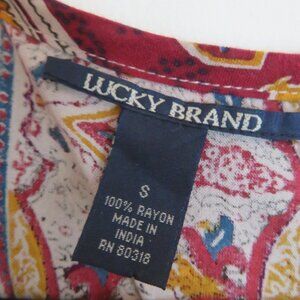 LUCKY BRAND
S
100% RAYON
MADE IN
INDIA
RN 80318